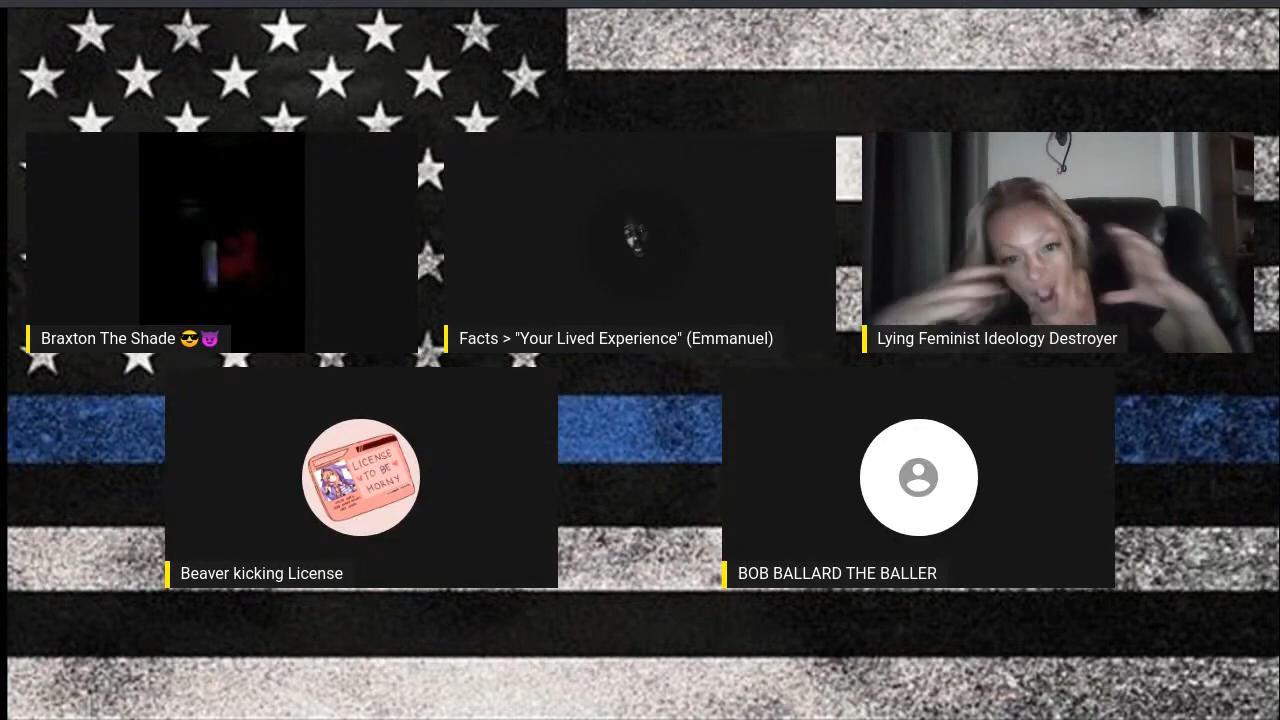 Braxton The Shade 😎😈
Facts > "Your Lived Experience" (Emmanuel)
Lying Feminist Ideology Destroyer
LICENSE
TO BE
HORNY
Beaver kicking License
BOB BALLARD THE BALLER